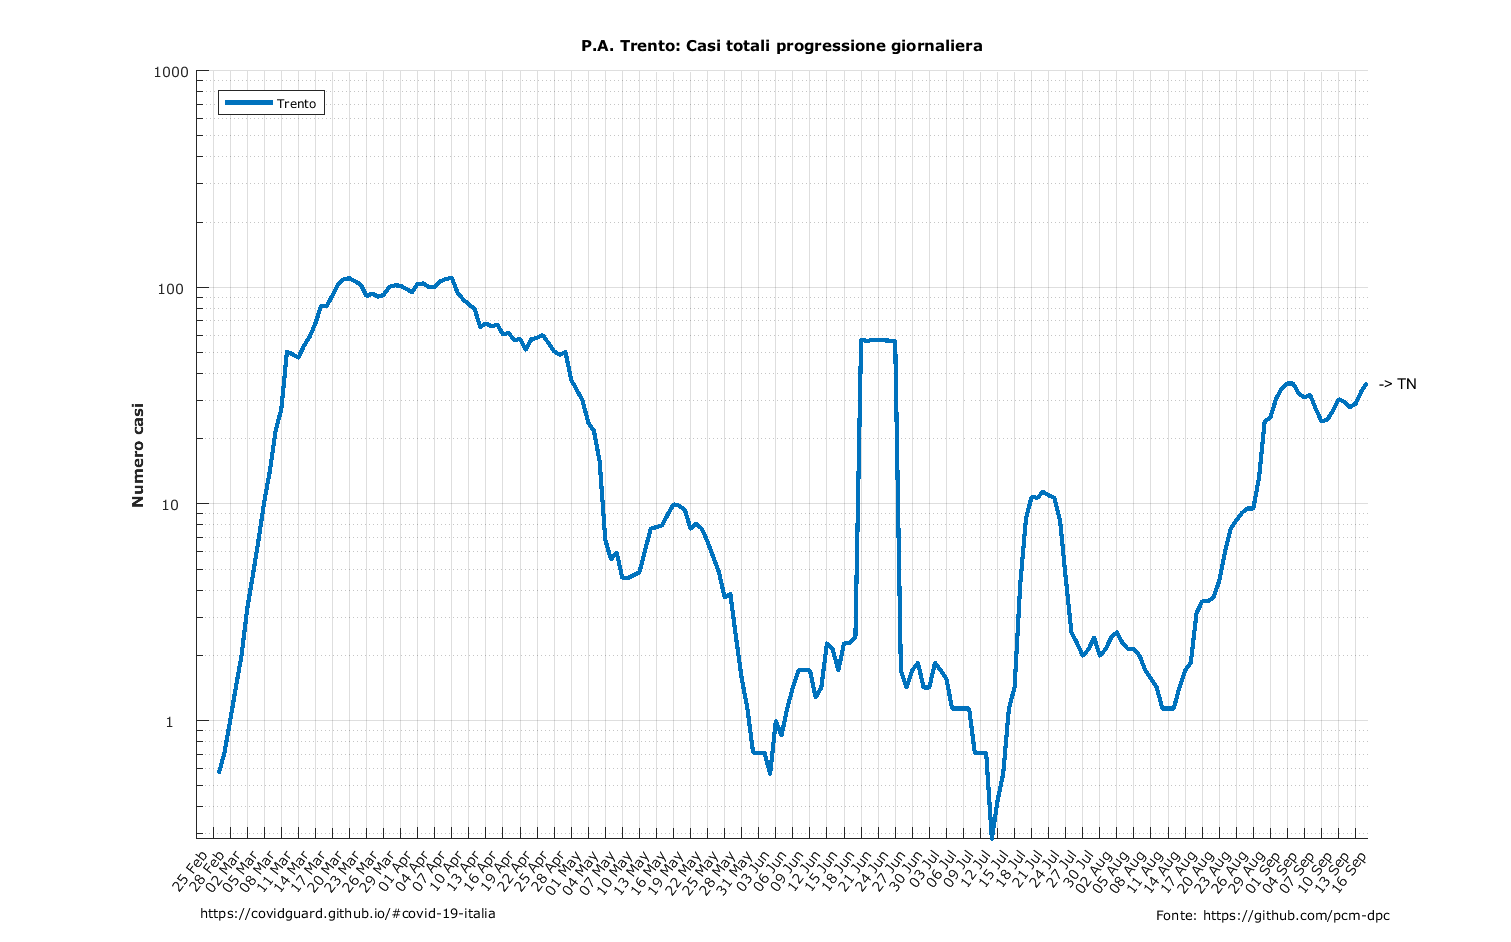 P.A. Trento: Casi totali progressione giornaliera
1000
Trento
100
-> TN
Numero casi
10
1
25 Feb
28 Feb
02 Mar
05 Mar
08 Mar
11 Mar
14 Mar
17 Mar
20 Mar
23 Mar
26 Mar
29 Mar
01 Apr
04 Apr
07 Apr
10 Apr
13 Apr
16 Apr
19 Apr
22 Apr
25 Apr
28 Apr
01 May
04 May
07 May
10 May
13 May
16 May
19 May
22 May
25 May
28 May
31 May
03 Jun
06 Jun
09 Jun
12 Jun
15 Jun
18 Jun
21 Jun
24 Jun
27 Jun
30 Jun
03 Jul
06 Jul
09 Jul
12 Jul
15 Jul
18 Jul
21 Jul
24 Jul
27 Jul
30 Jul
02 Aug
05 Aug
08 Aug
11 Aug
14 Aug
17 Aug
20 Aug
23 Aug
26 Aug
29 Aug
01 Sep
04 Sep
07 Sep
10 Sep
13 Sep
16 Sep
https://covidguard.github.io/#covid-19-italia
Fonte: https://github.com/pcm-dpc